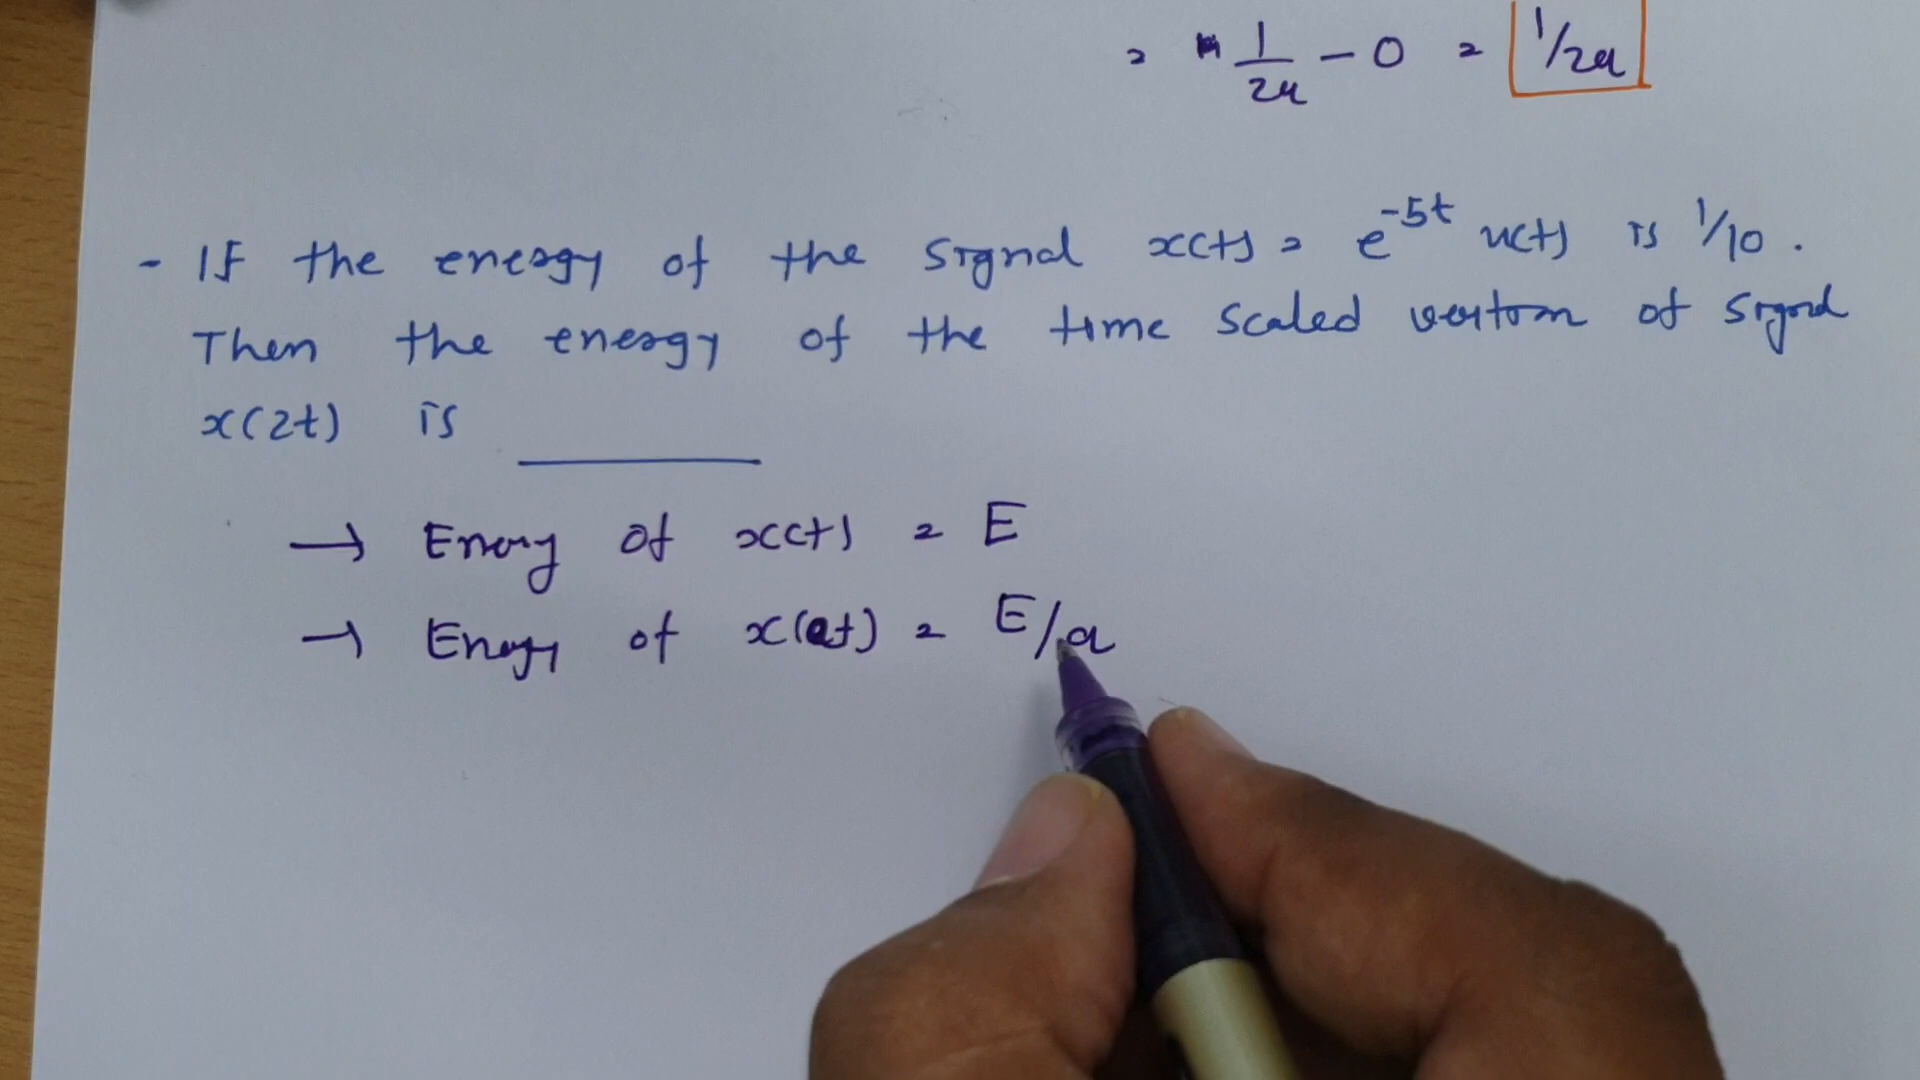 = 1/2a - 0 = 1/2a
- If the energy of the signal x(t) = e^-5t u(t) is 1/10 .
Then the energy of the time scaled version of signal
x(2t) is ______
→ Energy of x(t) = E
→ Energy of x(at) = E/a